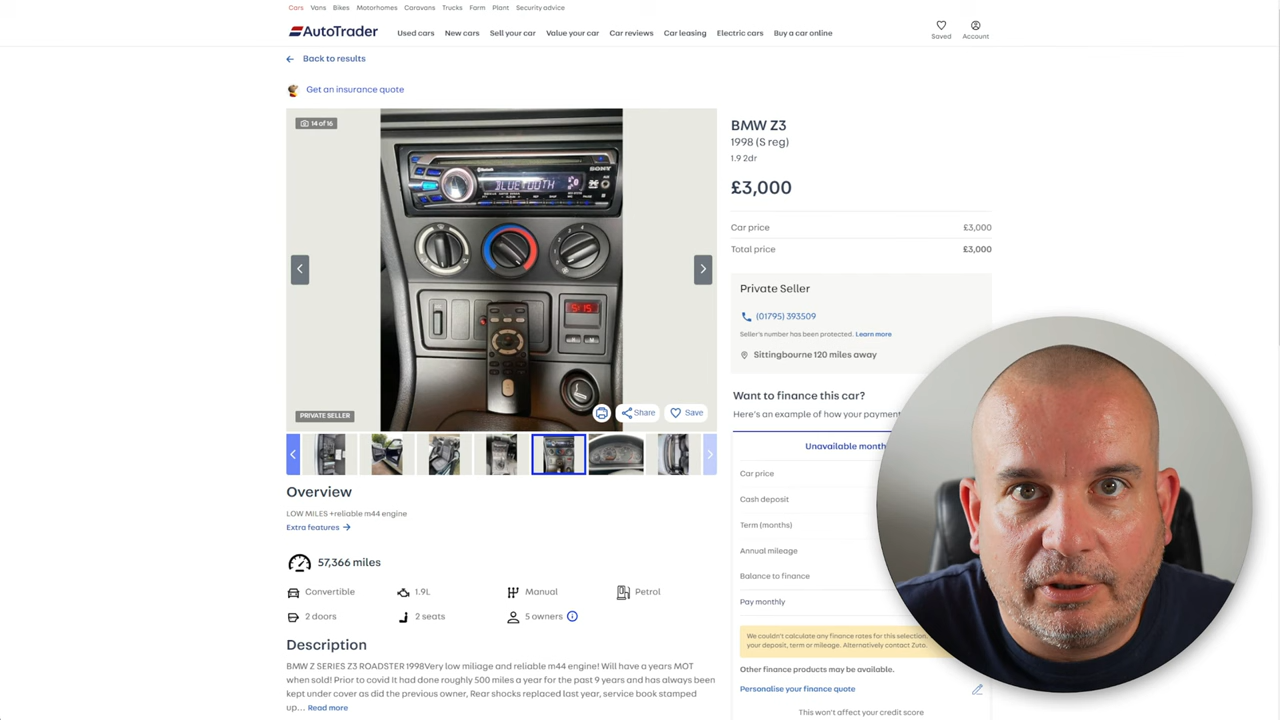 Cars Vans Bikes Motorhomes Caravans Trucks Farm Plant Security advice
AutoTrader
Used cars New cars Sell your car Value your car Car reviews Car leasing Electric cars Buy a car online
Saved Account
Back to results
Get an insurance quote
14 of 16
SONY
BLUETOOTH
5:15
PRIVATE SELLER
Share
Save
BMW Z3
1998 (S reg)
1.9 2dr
£3,000
Car price £3,000
Total price £3,000
Private Seller
(01795) 393509
Seller's number has been protected. Learn more
Sittingbourne 120 miles away
Want to finance this car?
Here's an example of how your payment
Unavailable month
Car price
Cash deposit
Term (months)
Annual mileage
Balance to finance
Pay monthly
We couldn't calculate any finance rates for this selection.
your deposit, term or mileage. Alternatively contact Zuto.
Other finance products may be available.
Personalise your finance quote
This won't affect your credit score
Overview
LOW MILES +reliable m44 engine
Extra features
57,366 miles
Convertible 1.9L Manual Petrol
2 doors 2 seats 5 owners
Description
BMW Z SERIES Z3 ROADSTER 1998Very low miliage and reliable m44 engine! Will have a years MOT
when sold! Prior to covid It had done roughly 500 miles a year for the past 9 years and has always been
kept under cover as did the previous owner, Rear shocks replaced last year, service book stamped
up... Read more